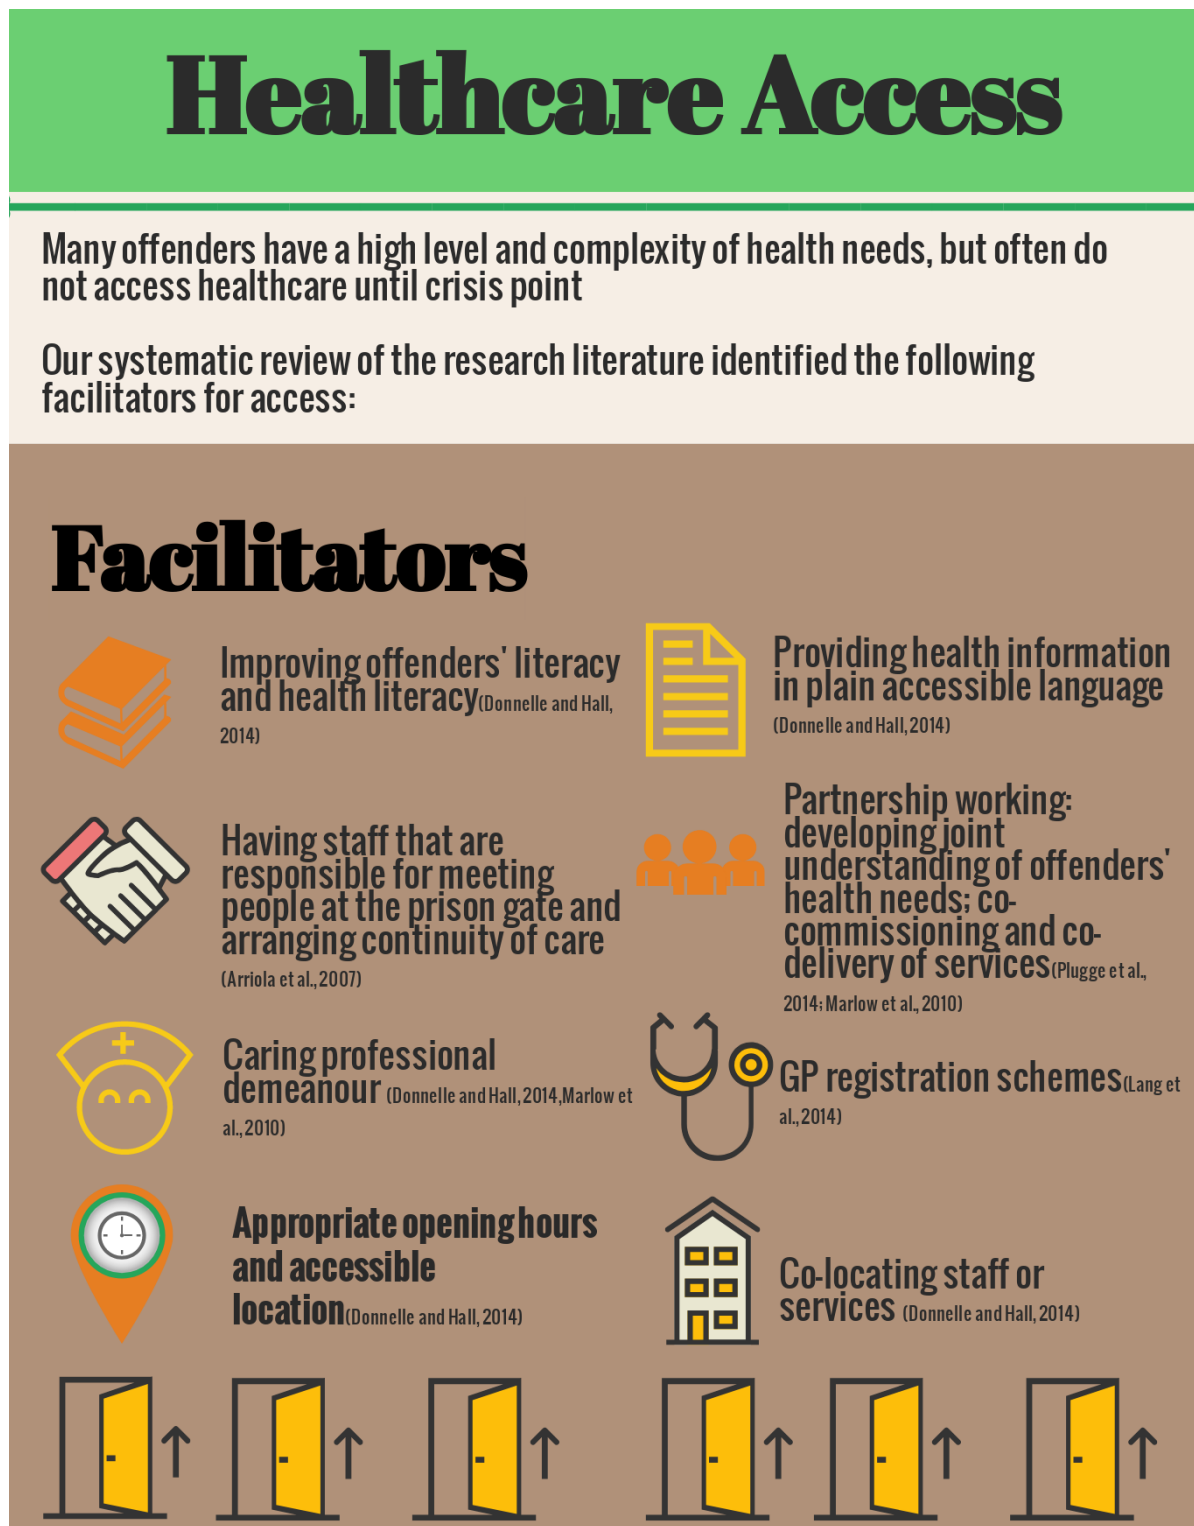 Healthcare Access
Many offenders have a high level and complexity of health needs, but often do
not access healthcare until crisis point
Our systematic review of the research literature identified the following
facilitators for access:
Facilitators
Improving offenders' literacy
and health literacy(Donnelle and Hall,
2014)
Providing health information
in plain accessible language
(Donnelle and Hall, 2014)
Having staff that are
responsible for meeting
people at the prison gate and
arranging continuity of care
(Arriola et al., 2007)
Partnership working:
developing joint
understanding of offenders'
health needs; co-
commissioning and co-
delivery of services(Plugge et al.,
2014; Marlow et al., 2010)
Caring professional
demeanour (Donnelle and Hall, 2014,Marlow et
al., 2010)
GP registration schemes(Lang et
al., 2014)
Appropriate opening hours
and accessible
location(Donnelle and Hall, 2014)
Co-locating staff or
services (Donnelle and Hall, 2014)